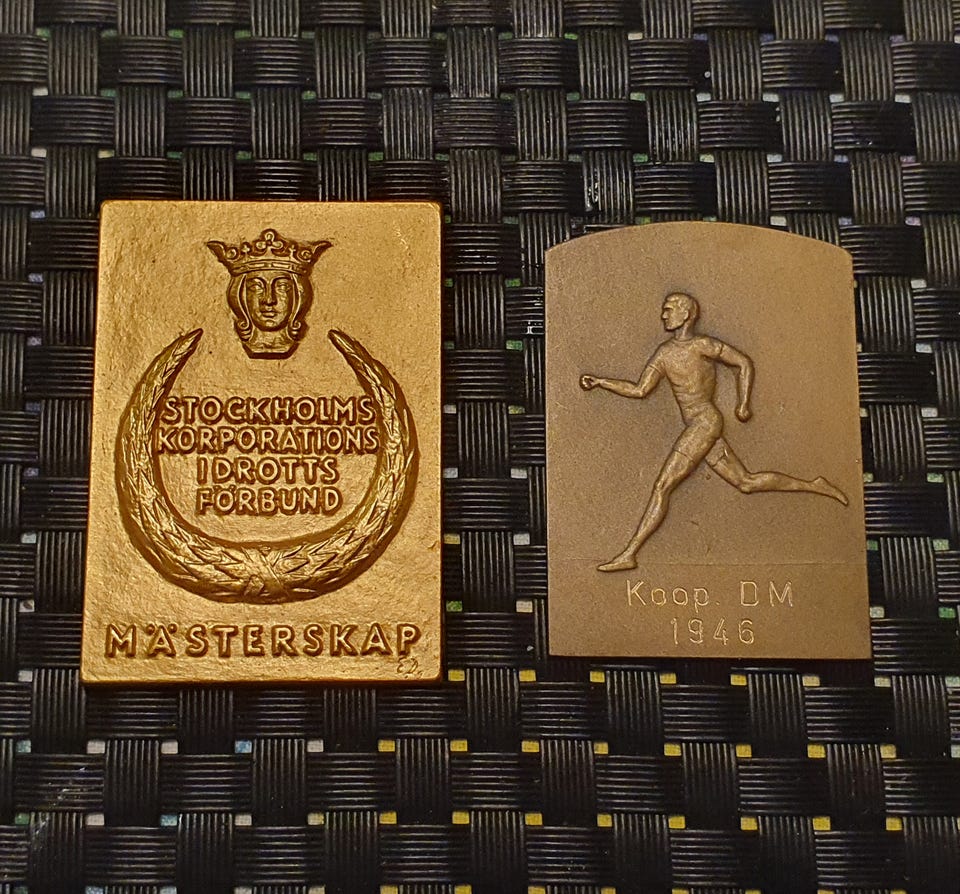 STOCKHOLMS
KORPORATIONS
IDROTTS
FÖRBUND
MÄSTERSKAP
Koop. DM
1946